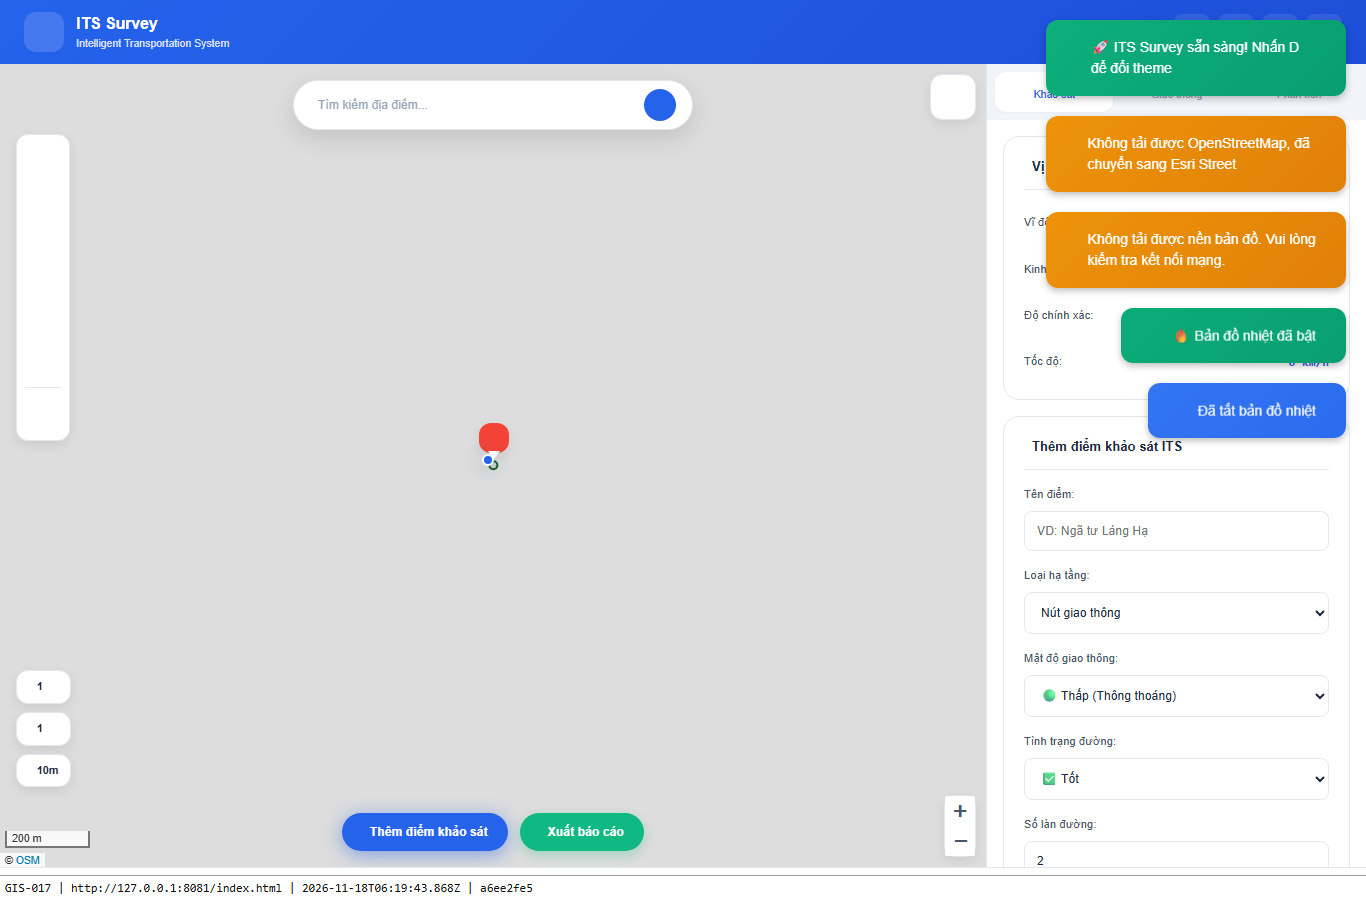 ITS Survey
Intelligent Transportation System
🚀 ITS Survey sẵn sàng! Nhấn D
để đổi theme
Tìm kiếm địa điểm...
Không tải được OpenStreetMap, đã
chuyển sang Esri Street
Không tải được nền bản đồ. Vui lòng
kiểm tra kết nối mạng.
Độ chính xác:
🔥 Bản đồ nhiệt đã bật
Tốc độ:
Đã tắt bản đồ nhiệt
Thêm điểm khảo sát ITS
Tên điểm:
VD: Ngã tư Láng Hạ
Loại hạ tầng:
Nút giao thông
Mật độ giao thông:
🟢 Thấp (Thông thoáng)
Tình trạng đường:
✅ Tốt
Số làn đường:
2
1
1
10m
Thêm điểm khảo sát
Xuất báo cáo
+
−
200 m
© OSM
GIS-017 | http://127.0.0.1:8081/index.html | 2026-11-18T06:19:43.868Z | a6ee2fe5